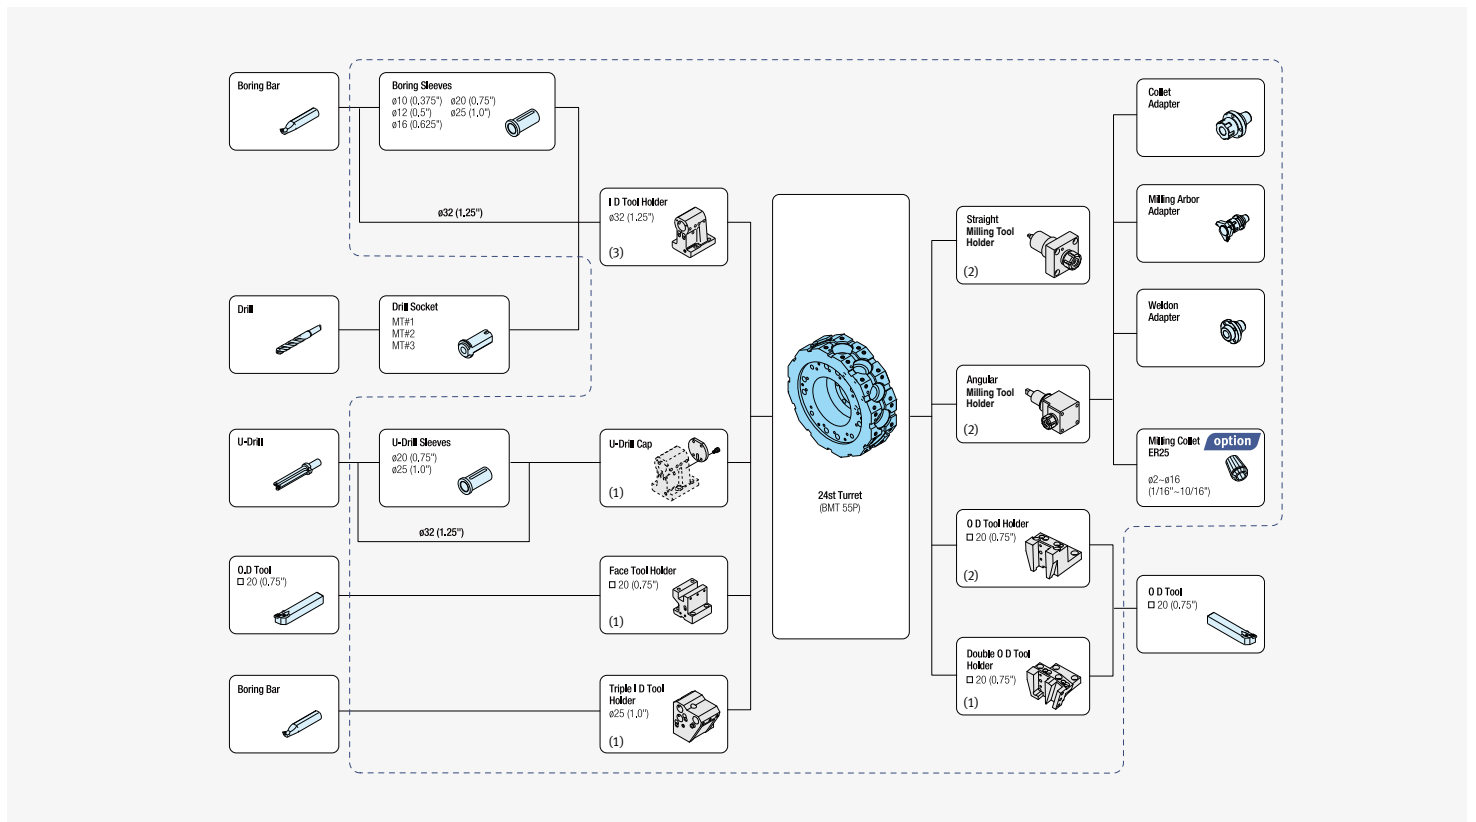 Boring Bar
Boring Sleeves
ø10 (0.375") ø20 (0.75")
ø12 (0.5") ø25 (1.0")
ø16 (0.625")
ø32 (1.25")
I D Tool Holder
ø32 (1.25")
(3)
Drill
Drill Socket
MT#1
MT#2
MT#3
U-Drill
U-Drill Sleeves
ø20 (0.75")
ø25 (1.0")
ø32 (1.25")
U-Drill Cap
(1)
O.D Tool
□ 20 (0.75")
Face Tool Holder
□ 20 (0.75")
(1)
Boring Bar
Triple I D Tool
Holder
ø25 (1.0")
(1)
24st Turret
(BMT 55P)
Straight
Milling Tool
Holder
(2)
Angular
Milling Tool
Holder
(2)
O D Tool Holder
□ 20 (0.75")
(2)
Double O D Tool
Holder
□ 20 (0.75")
(1)
Collet
Adapter
Milling Arbor
Adapter
Weldon
Adapter
Milling Collet option
ER25
ø2~ø16
(1/16"~10/16")
O D Tool
□ 20 (0.75")